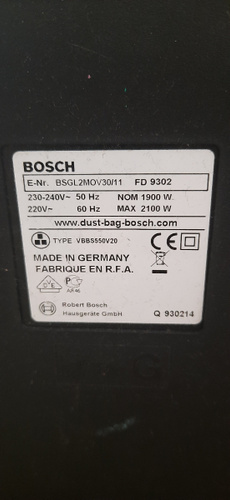 BOSCH
E-Nr. BSGL2MOV30/11 FD 9302
230-240V~ 50 Hz NOM 1900 W
220V~ 60 Hz MAX 2100 W
www.dust-bag-bosch.com
TYPE VBBS550V20 CE
MADE IN GERMANY
FABRIQUE EN R.F.A.
Robert Bosch
Hausgeräte GmbH Q 930214